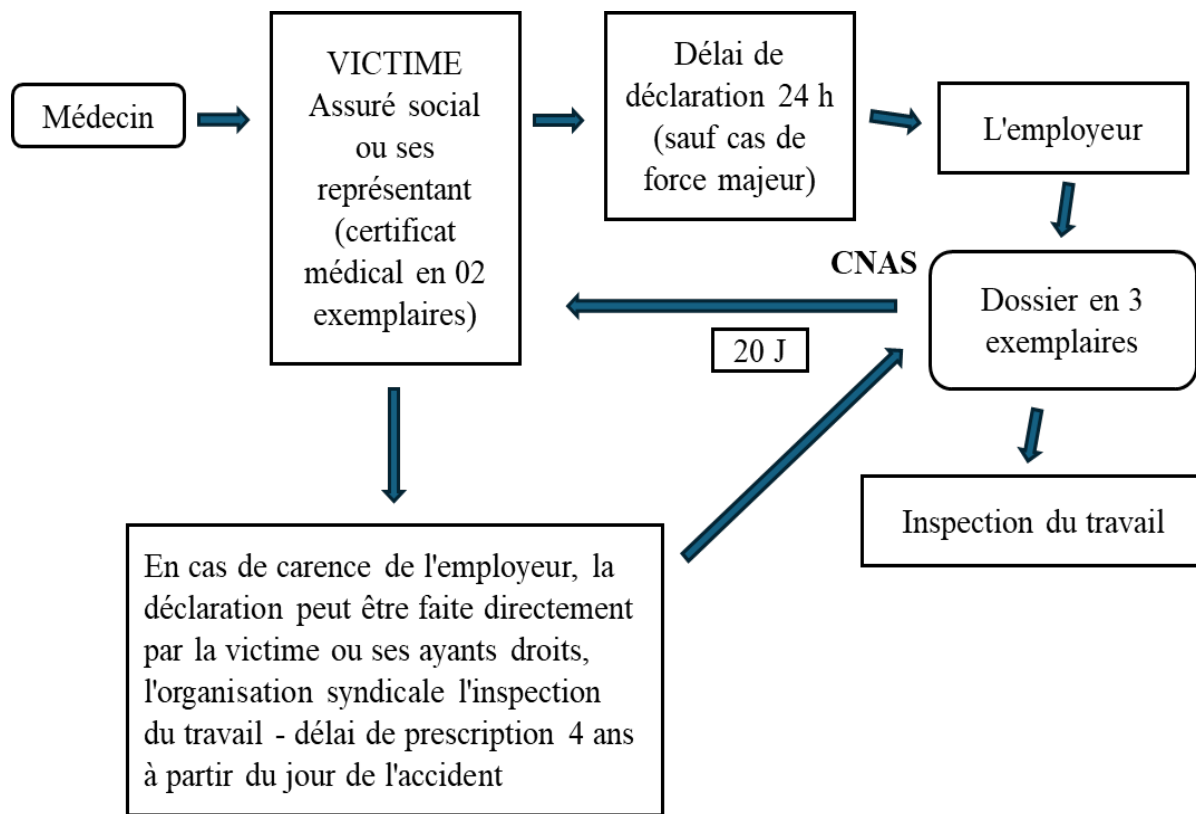 Médecin
VICTIME
Assuré social
ou ses
représentant
(certificat
médical en 02
exemplaires)
Délai de
déclaration 24 h
(sauf cas de
force majeur)
L'employeur
CNAS
Dossier en 3
exemplaires
20 J
Inspection du travail
En cas de carence de l'employeur, la
déclaration peut être faite directement
par la victime ou ses ayants droits,
l'organisation syndicale l'inspection
du travail - délai de prescription 4 ans
à partir du jour de l'accident